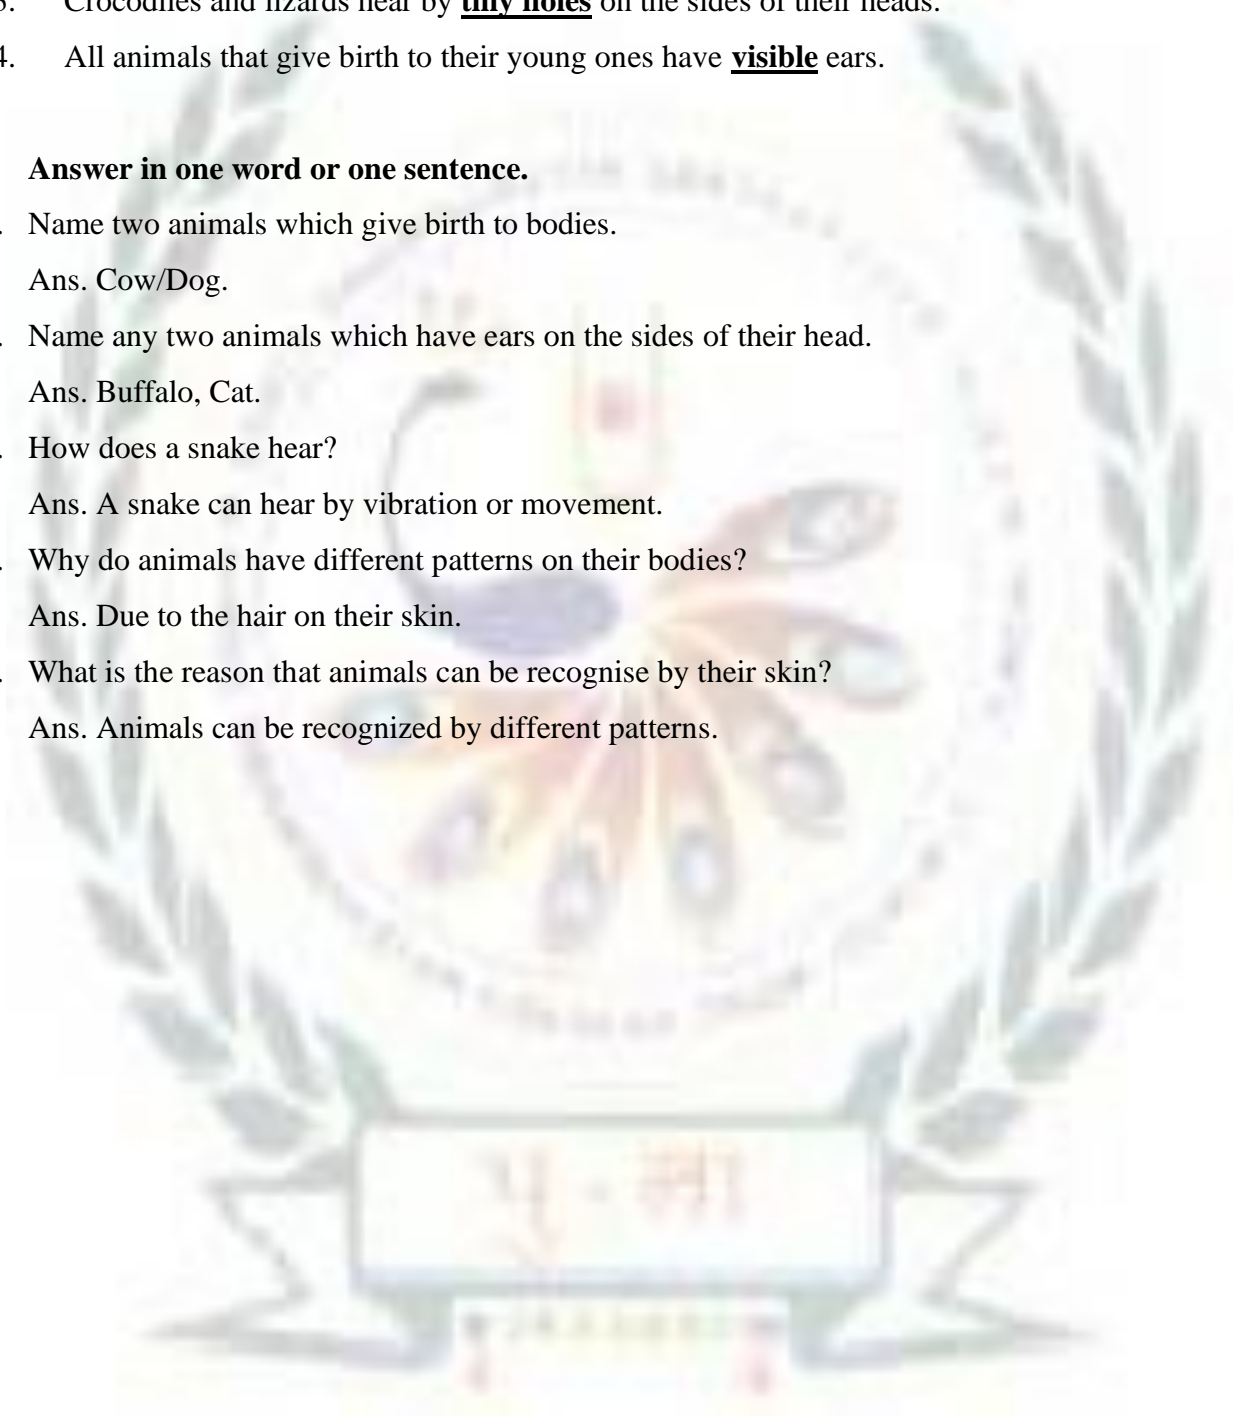 3. Crocodiles and lizards hear by tiny holes on the sides of their heads.
4. All animals that give birth to their young ones have visible ears.
Answer in one word or one sentence.
. Name two animals which give birth to bodies.
Ans. Cow/Dog.
. Name any two animals which have ears on the sides of their head.
Ans. Buffalo, Cat.
. How does a snake hear?
Ans. A snake can hear by vibration or movement.
. Why do animals have different patterns on their bodies?
Ans. Due to the hair on their skin.
. What is the reason that animals can be recognise by their skin?
Ans. Animals can be recognized by different patterns.